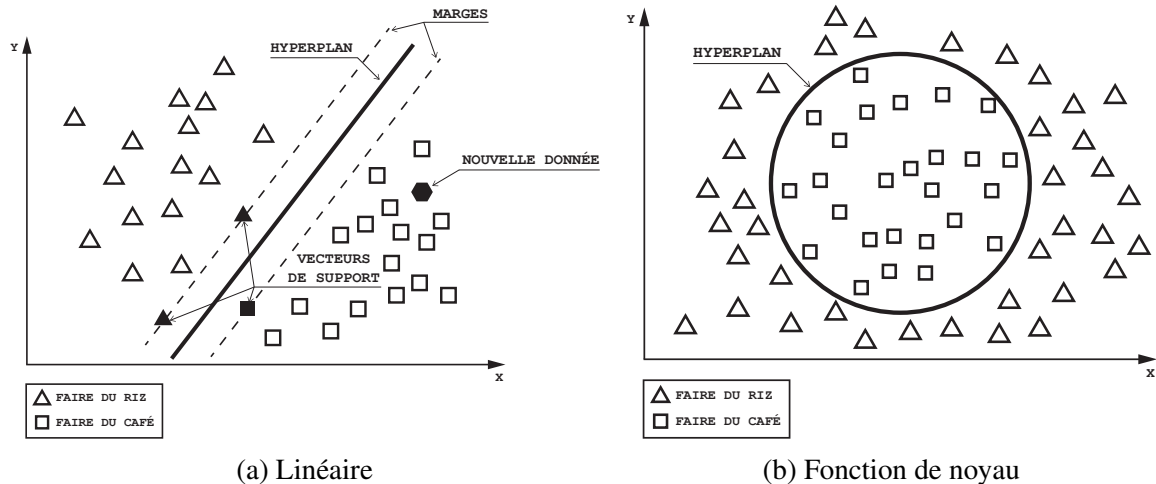 MARGES
Y
HYPERPLAN
NOUVELLE DONNÉE
VECTEURS
DE SUPPORT
X
FAIRE DU RIZ
FAIRE DU CAFÉ
(a) Linéaire
Y
HYPERPLAN
X
FAIRE DU RIZ
FAIRE DU CAFÉ
(b) Fonction de noyau